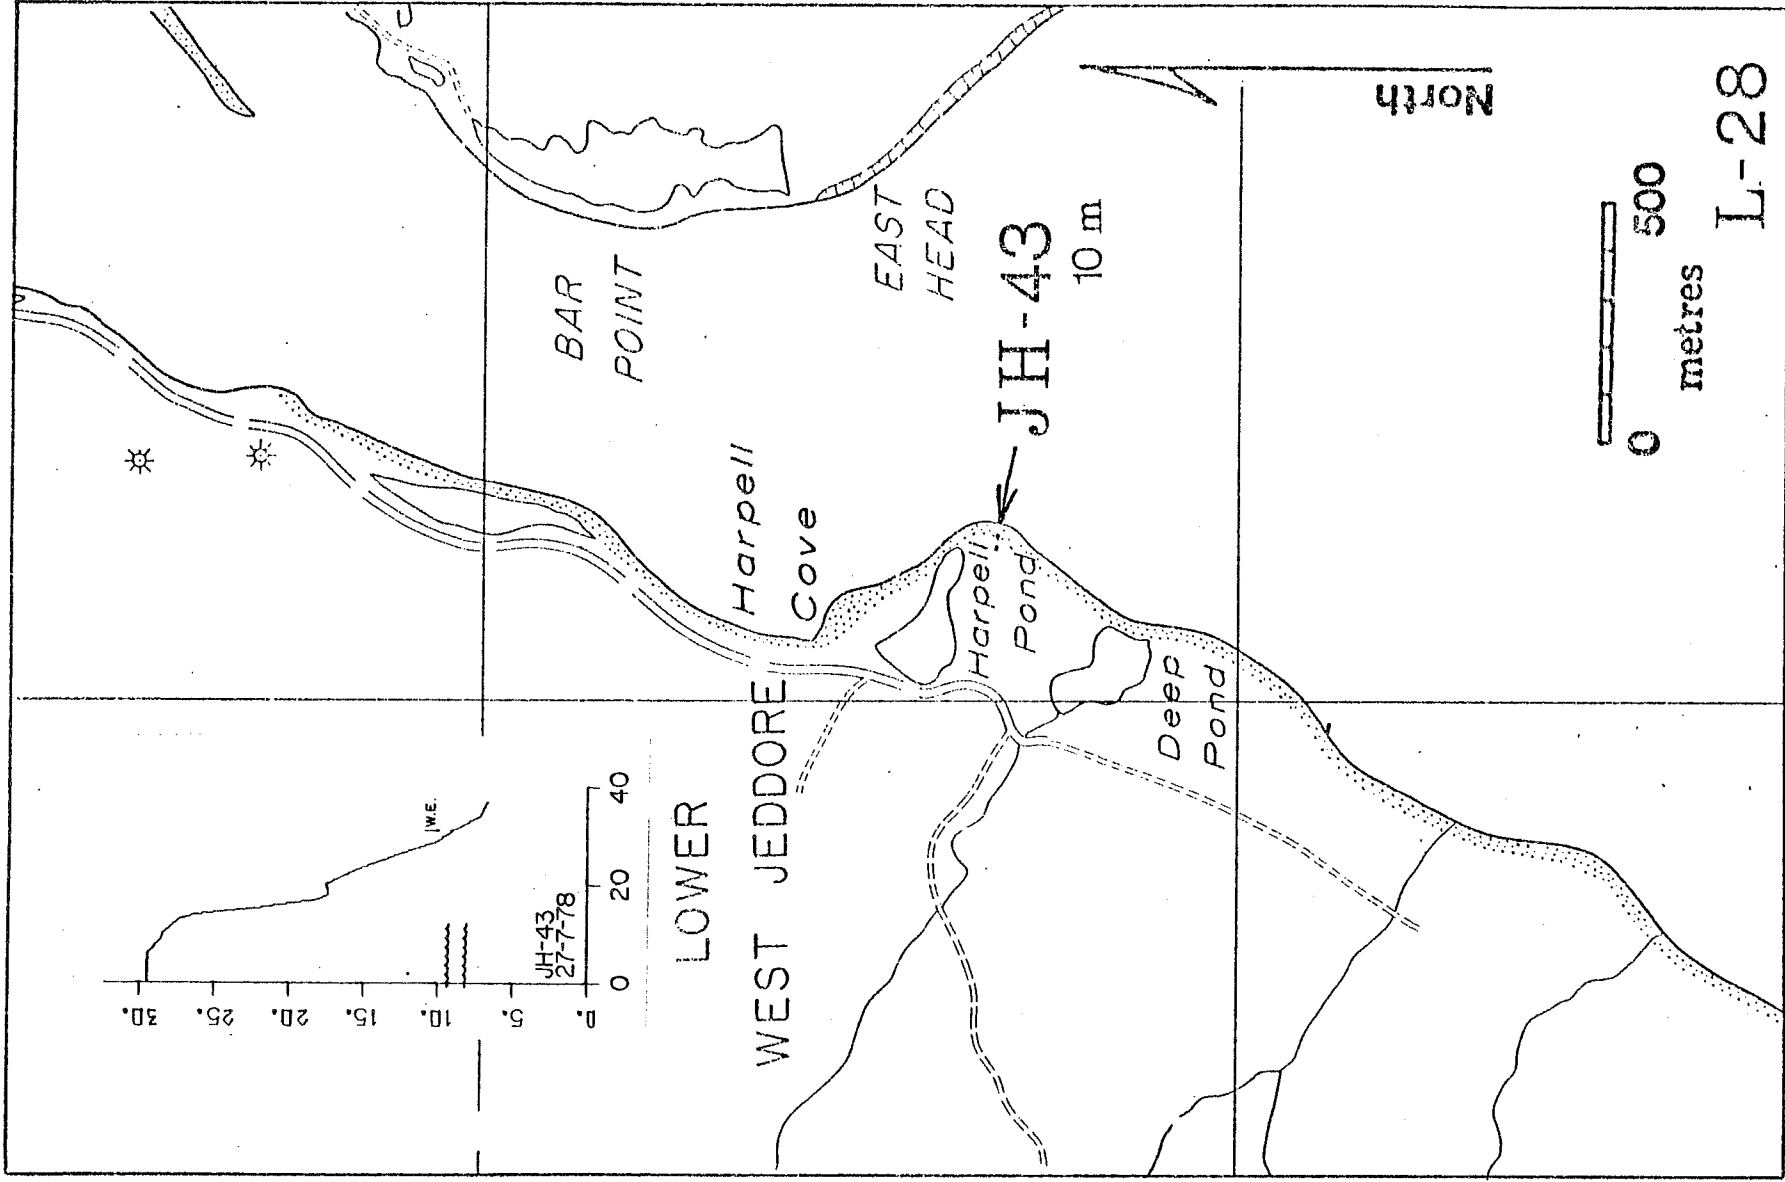 30.
25.
20.
15.
10.
5.
0.
0
20
40
W.E.
JH-43
27-7-78
LOWER
WEST JEDDORE
Harpell
Cove
BAR
POINT
EAST
HEAD
JH-43
10 m
Harpell
Pond
Deep
Pond
North
0
500
metres
L-28